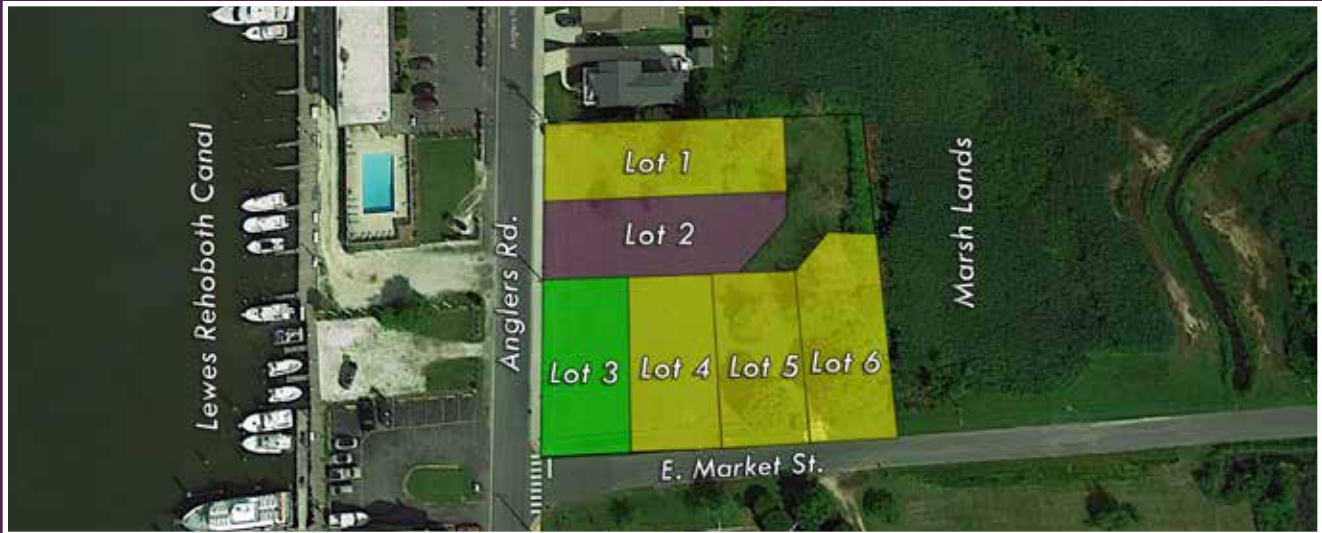 Lewes Rehoboth Canal
Anglers Rd.
Lot 1
Lot 2
Lot 3
Lot 4
Lot 5
Lot 6
E. Market St.
Marsh Lands